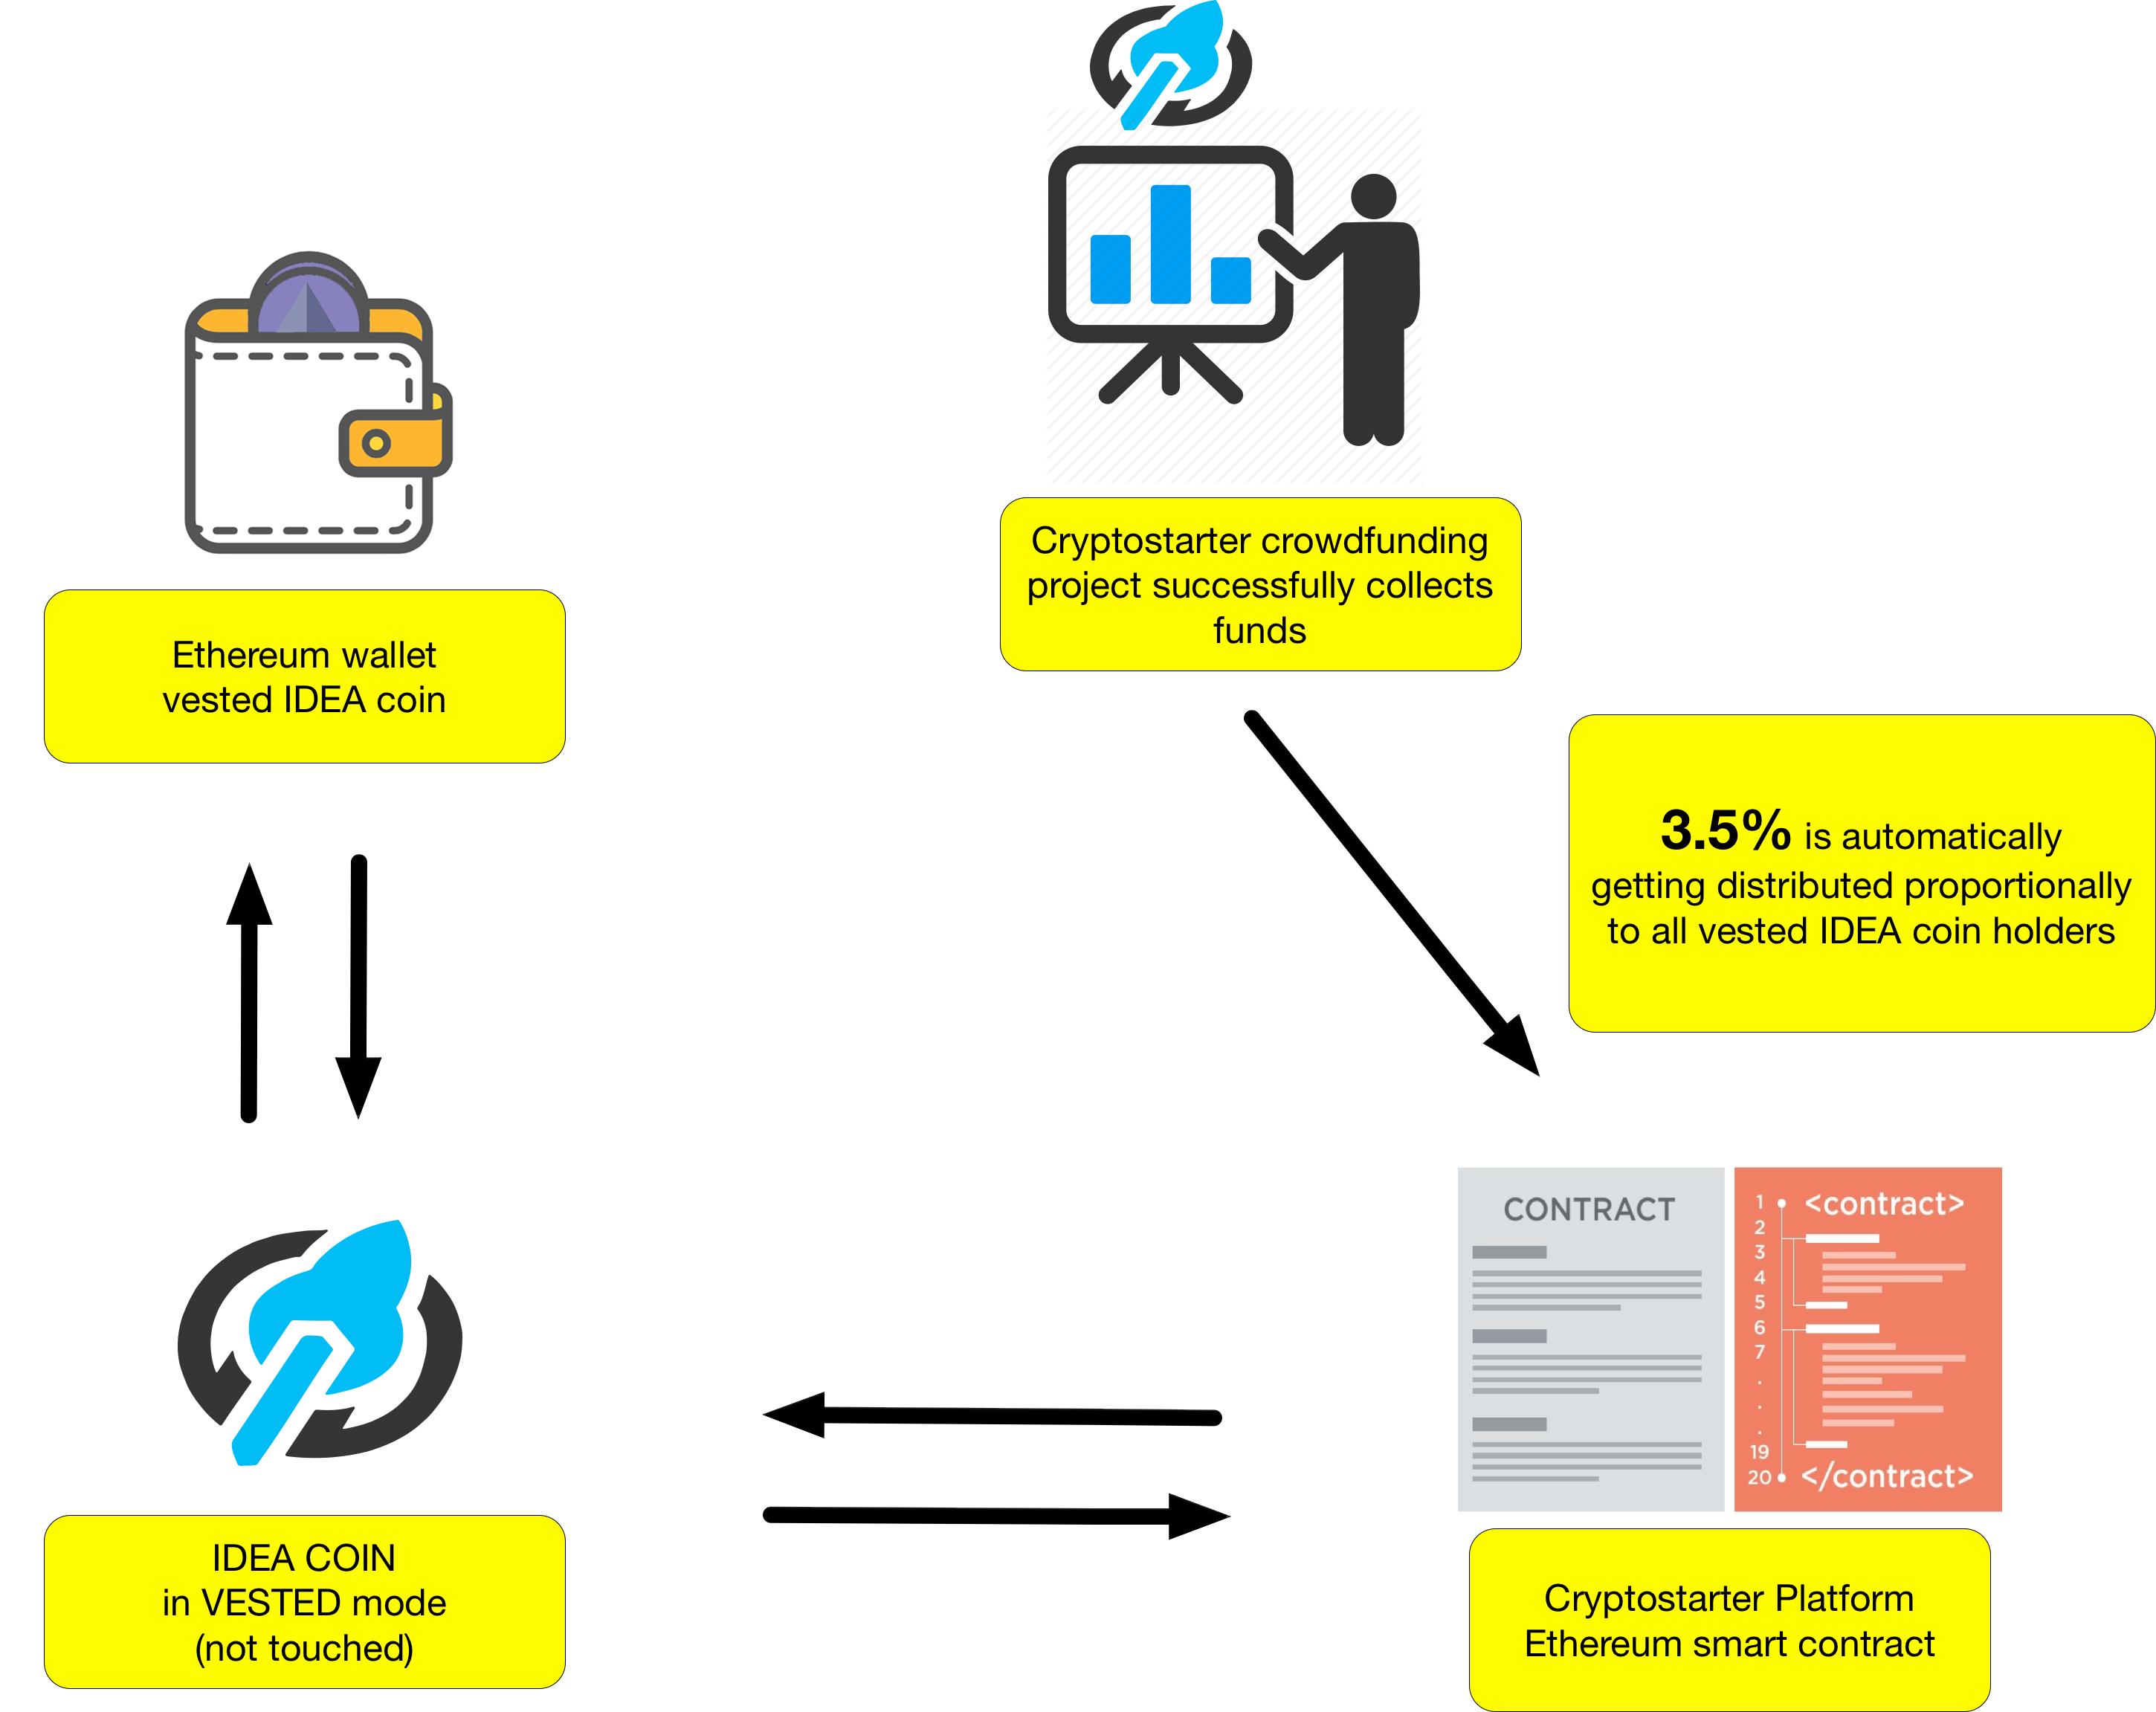 Cryptostarter crowdfunding
project successfully collects
funds
Ethereum wallet
vested IDEA coin
3.5% is automatically
getting distributed proportionally
to all vested IDEA coin holders
CONTRACT
1
2
3
4
5
6
7
.
.
.
19
20
<contract>
</contract>
IDEA COIN
in VESTED mode
(not touched)
Cryptostarter Platform
Ethereum smart contract